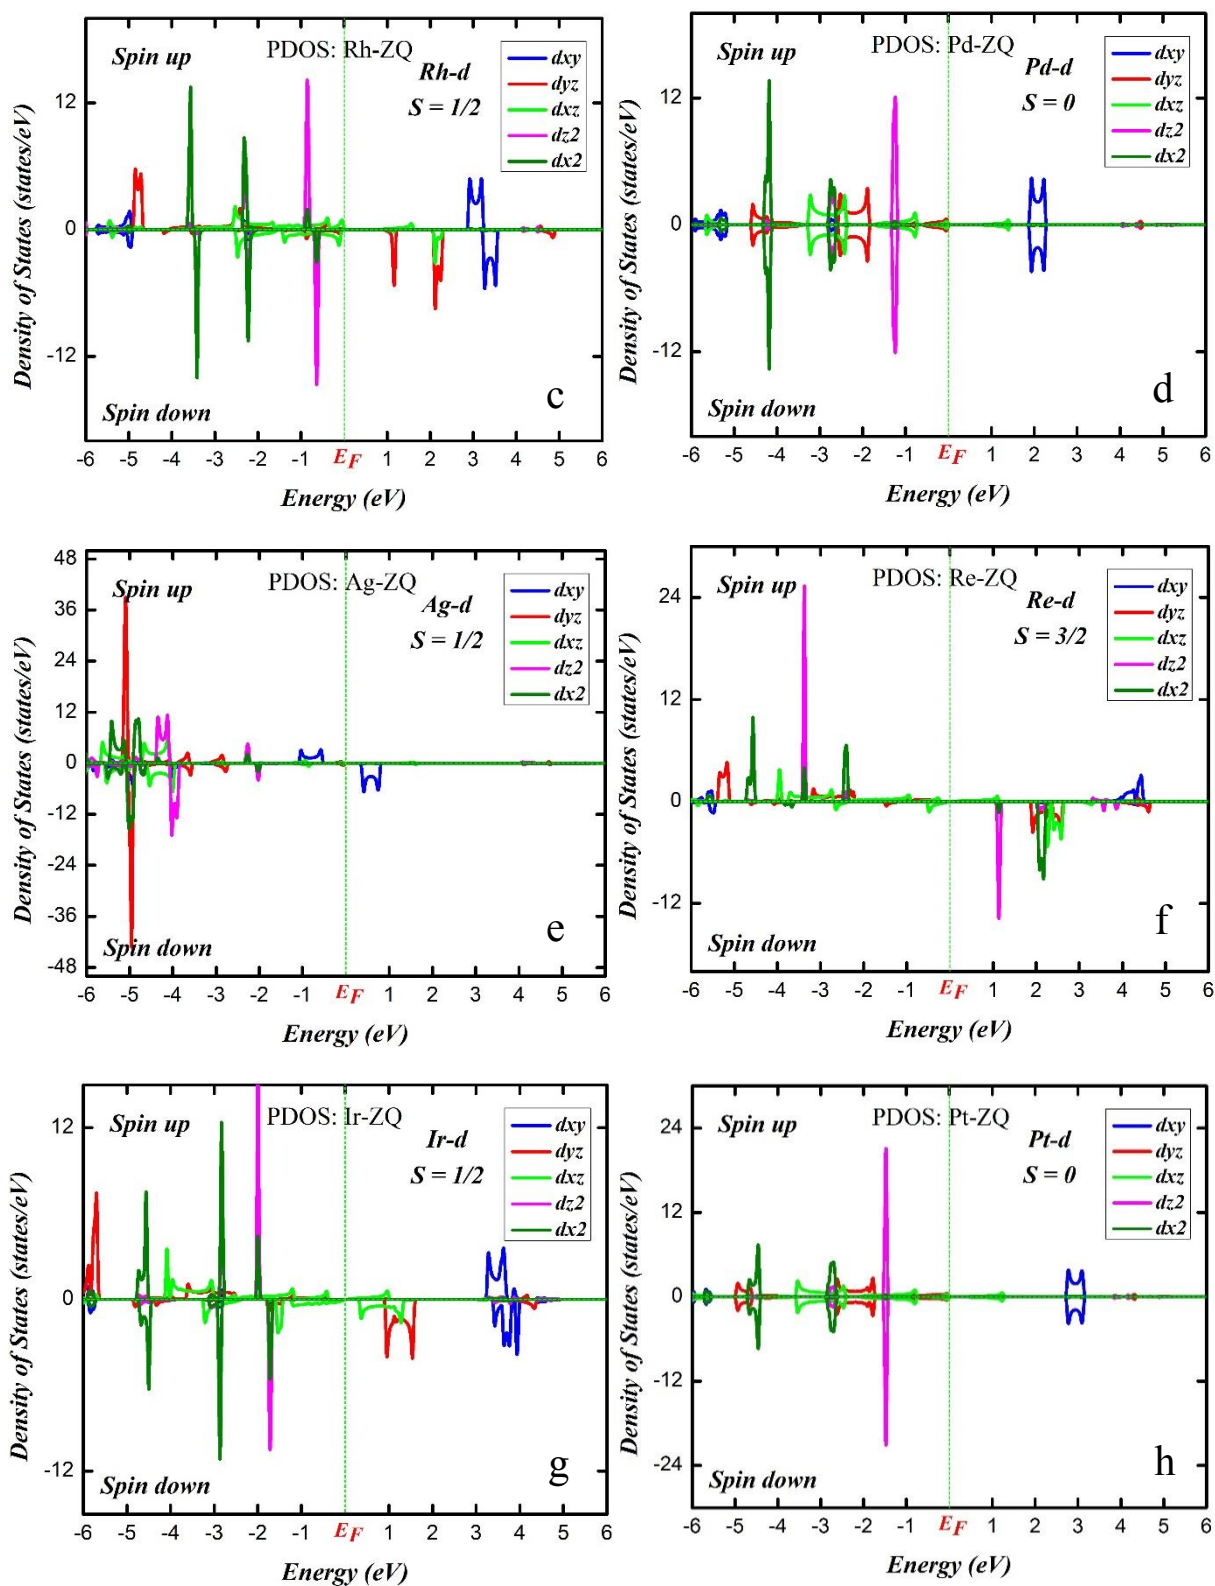 Spin up
PDOS: Rh-ZQ
Rh-d
S = 1/2
dxy
dyz
dxz
dz2
dx2
12
0
-12
Density of States (states/eV)
Spin down
c
-6 -5 -4 -3 -2 -1 E_F 1 2 3 4 5 6
Energy (eV)
Spin up
PDOS: Pd-ZQ
Pd-d
S = 0
dxy
dyz
dxz
dz2
dx2
12
0
-12
Density of States (states/eV)
Spin down
d
-6 -5 -4 -3 -2 -1 E_F 1 2 3 4 5 6
Energy (eV)
Spin up
PDOS: Ag-ZQ
Ag-d
S = 1/2
dxy
dyz
dxz
dz2
dx2
48
36
24
12
0
-12
-24
-36
-48
Density of States (states/eV)
Spin down
e
-6 -5 -4 -3 -2 -1 E_F 1 2 3 4 5 6
Energy (eV)
Spin up
PDOS: Re-ZQ
Re-d
S = 3/2
dxy
dyz
dxz
dz2
dx2
24
12
0
-12
Density of States (states/eV)
Spin down
f
-6 -5 -4 -3 -2 -1 E_F 1 2 3 4 5 6
Energy (eV)
Spin up
PDOS: Ir-ZQ
Ir-d
S = 1/2
dxy
dyz
dxz
dz2
dx2
12
0
-12
Density of States (states/eV)
Spin down
g
-6 -5 -4 -3 -2 -1 E_F 1 2 3 4 5 6
Energy (eV)
Spin up
PDOS: Pt-ZQ
Pt-d
S = 0
dxy
dyz
dxz
dz2
dx2
24
12
0
-12
-24
Density of States (states/eV)
Spin down
h
-6 -5 -4 -3 -2 -1 E_F 1 2 3 4 5 6
Energy (eV)